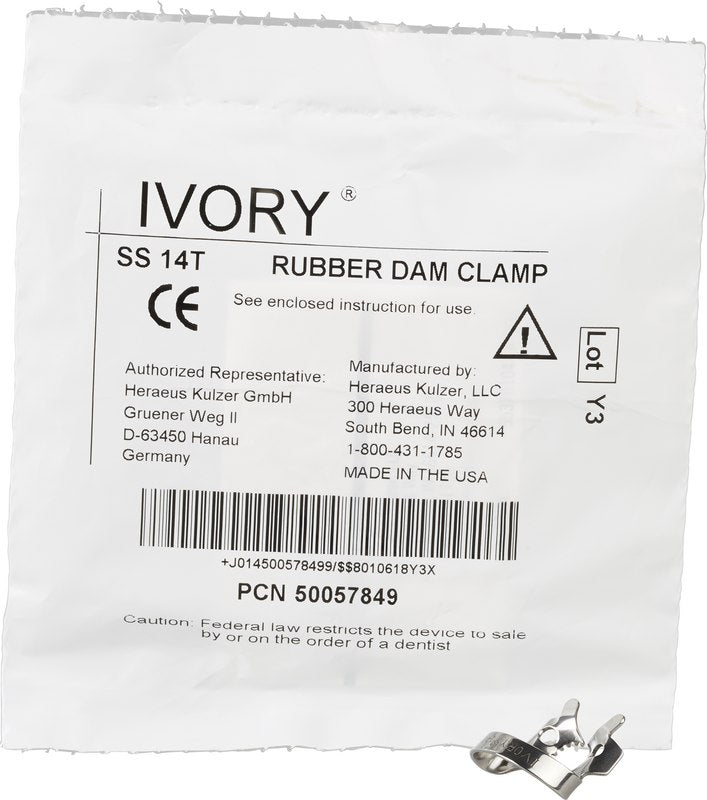 IVORY ®
SS 14T RUBBER DAM CLAMP
CE See enclosed instruction for use.
Authorized Representative:
Heraeus Kulzer GmbH
Gruener Weg II
D-63450 Hanau
Germany
Manufactured by:
Heraeus Kulzer, LLC
300 Heraeus Way
South Bend, IN 46614
1-800-431-1785
MADE IN THE USA
!
Lot Y3
+J014500578499/$$8010618Y3X
PCN 50057849
Caution: Federal law restricts the device to sale
by or on the order of a dentist
IVORY